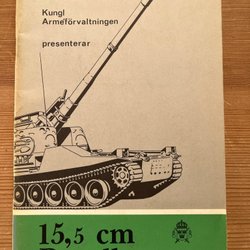 Kungl
Arméförvaltningen
presenterar
15,5 cm